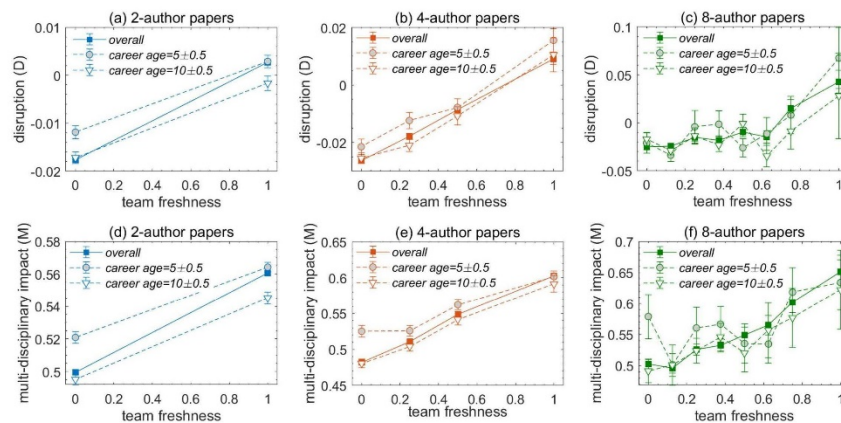 (a) 2-author papers
(b) 4-author papers
(c) 8-author papers
disruption (D)
0.01
0
-0.01
-0.02
overall
career age=5±0.5
career age=10±0.5
0
0.2
0.4
0.6
0.8
1
team freshness
disruption (D)
0.02
0
-0.02
overall
career age=5±0.5
career age=10±0.5
0
0.2
0.4
0.6
0.8
1
team freshness
disruption (D)
0.1
0.05
0
-0.05
overall
career age=5±0.5
career age=10±0.5
0
0.2
0.4
0.6
0.8
1
team freshness
(d) 2-author papers
(e) 4-author papers
(f) 8-author papers
multi-disciplinary impact (M)
0.58
0.56
0.54
0.52
0.5
overall
career age=5±0.5
career age=10±0.5
0
0.2
0.4
0.6
0.8
1
team freshness
multi-disciplinary impact (M)
0.65
0.6
0.55
0.5
0.45
overall
career age=5±0.5
career age=10±0.5
0
0.2
0.4
0.6
0.8
1
team freshness
multi-disciplinary impact (M)
0.7
0.65
0.6
0.55
0.5
overall
career age=5±0.5
career age=10±0.5
0
0.2
0.4
0.6
0.8
1
team freshness